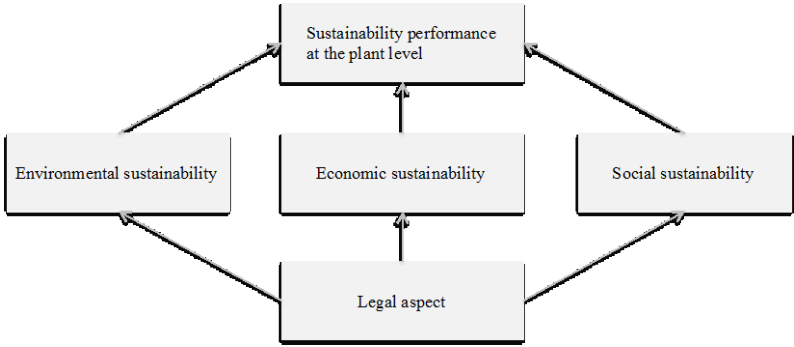 Sustainability performance
at the plant level
Environmental sustainability
Economic sustainability
Social sustainability
Legal aspect